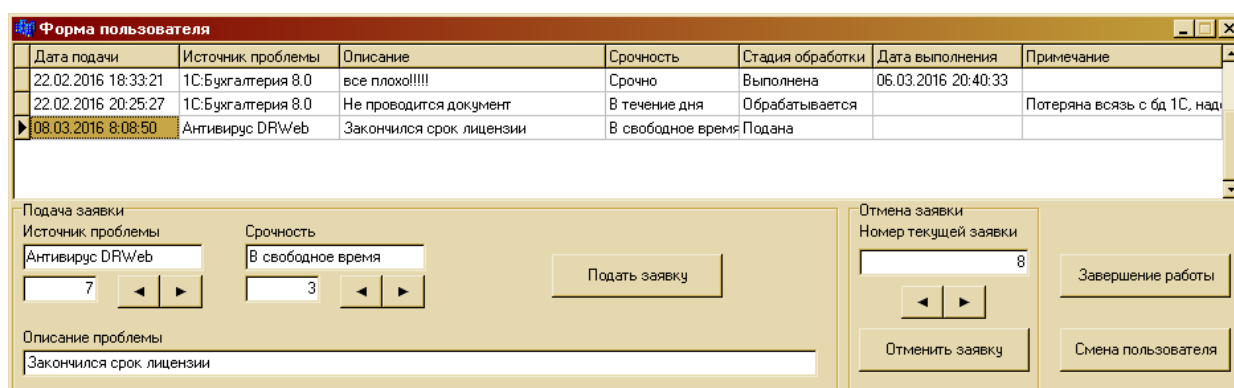 Форма пользователя
Дата подачи Источник проблемы Описание Срочность Стадия обработки Дата выполнения Примечание
22.02.2016 18:33:21 1С:Бухгалтерия 8.0 все плохо!!!!! Срочно Выполнена 06.03.2016 20:40:33
22.02.2016 20:25:27 1С:Бухгалтерия 8.0 Не проводится документ В течение дня Обрабатывается Потеряна всязь с бд 1С,
08.03.2016 8:08:50 Антивирус DRWeb Закончился срок лицензии В свободное время Подана
Подача заявки
Источник проблемы Срочность
Антивирус DRWeb В свободное время
7 3
Подать заявку
Описание проблемы
Закончился срок лицензии
Отмена заявки
Номер текущей заявки
8
Отменить заявку
Завершение работы
Смена пользователя